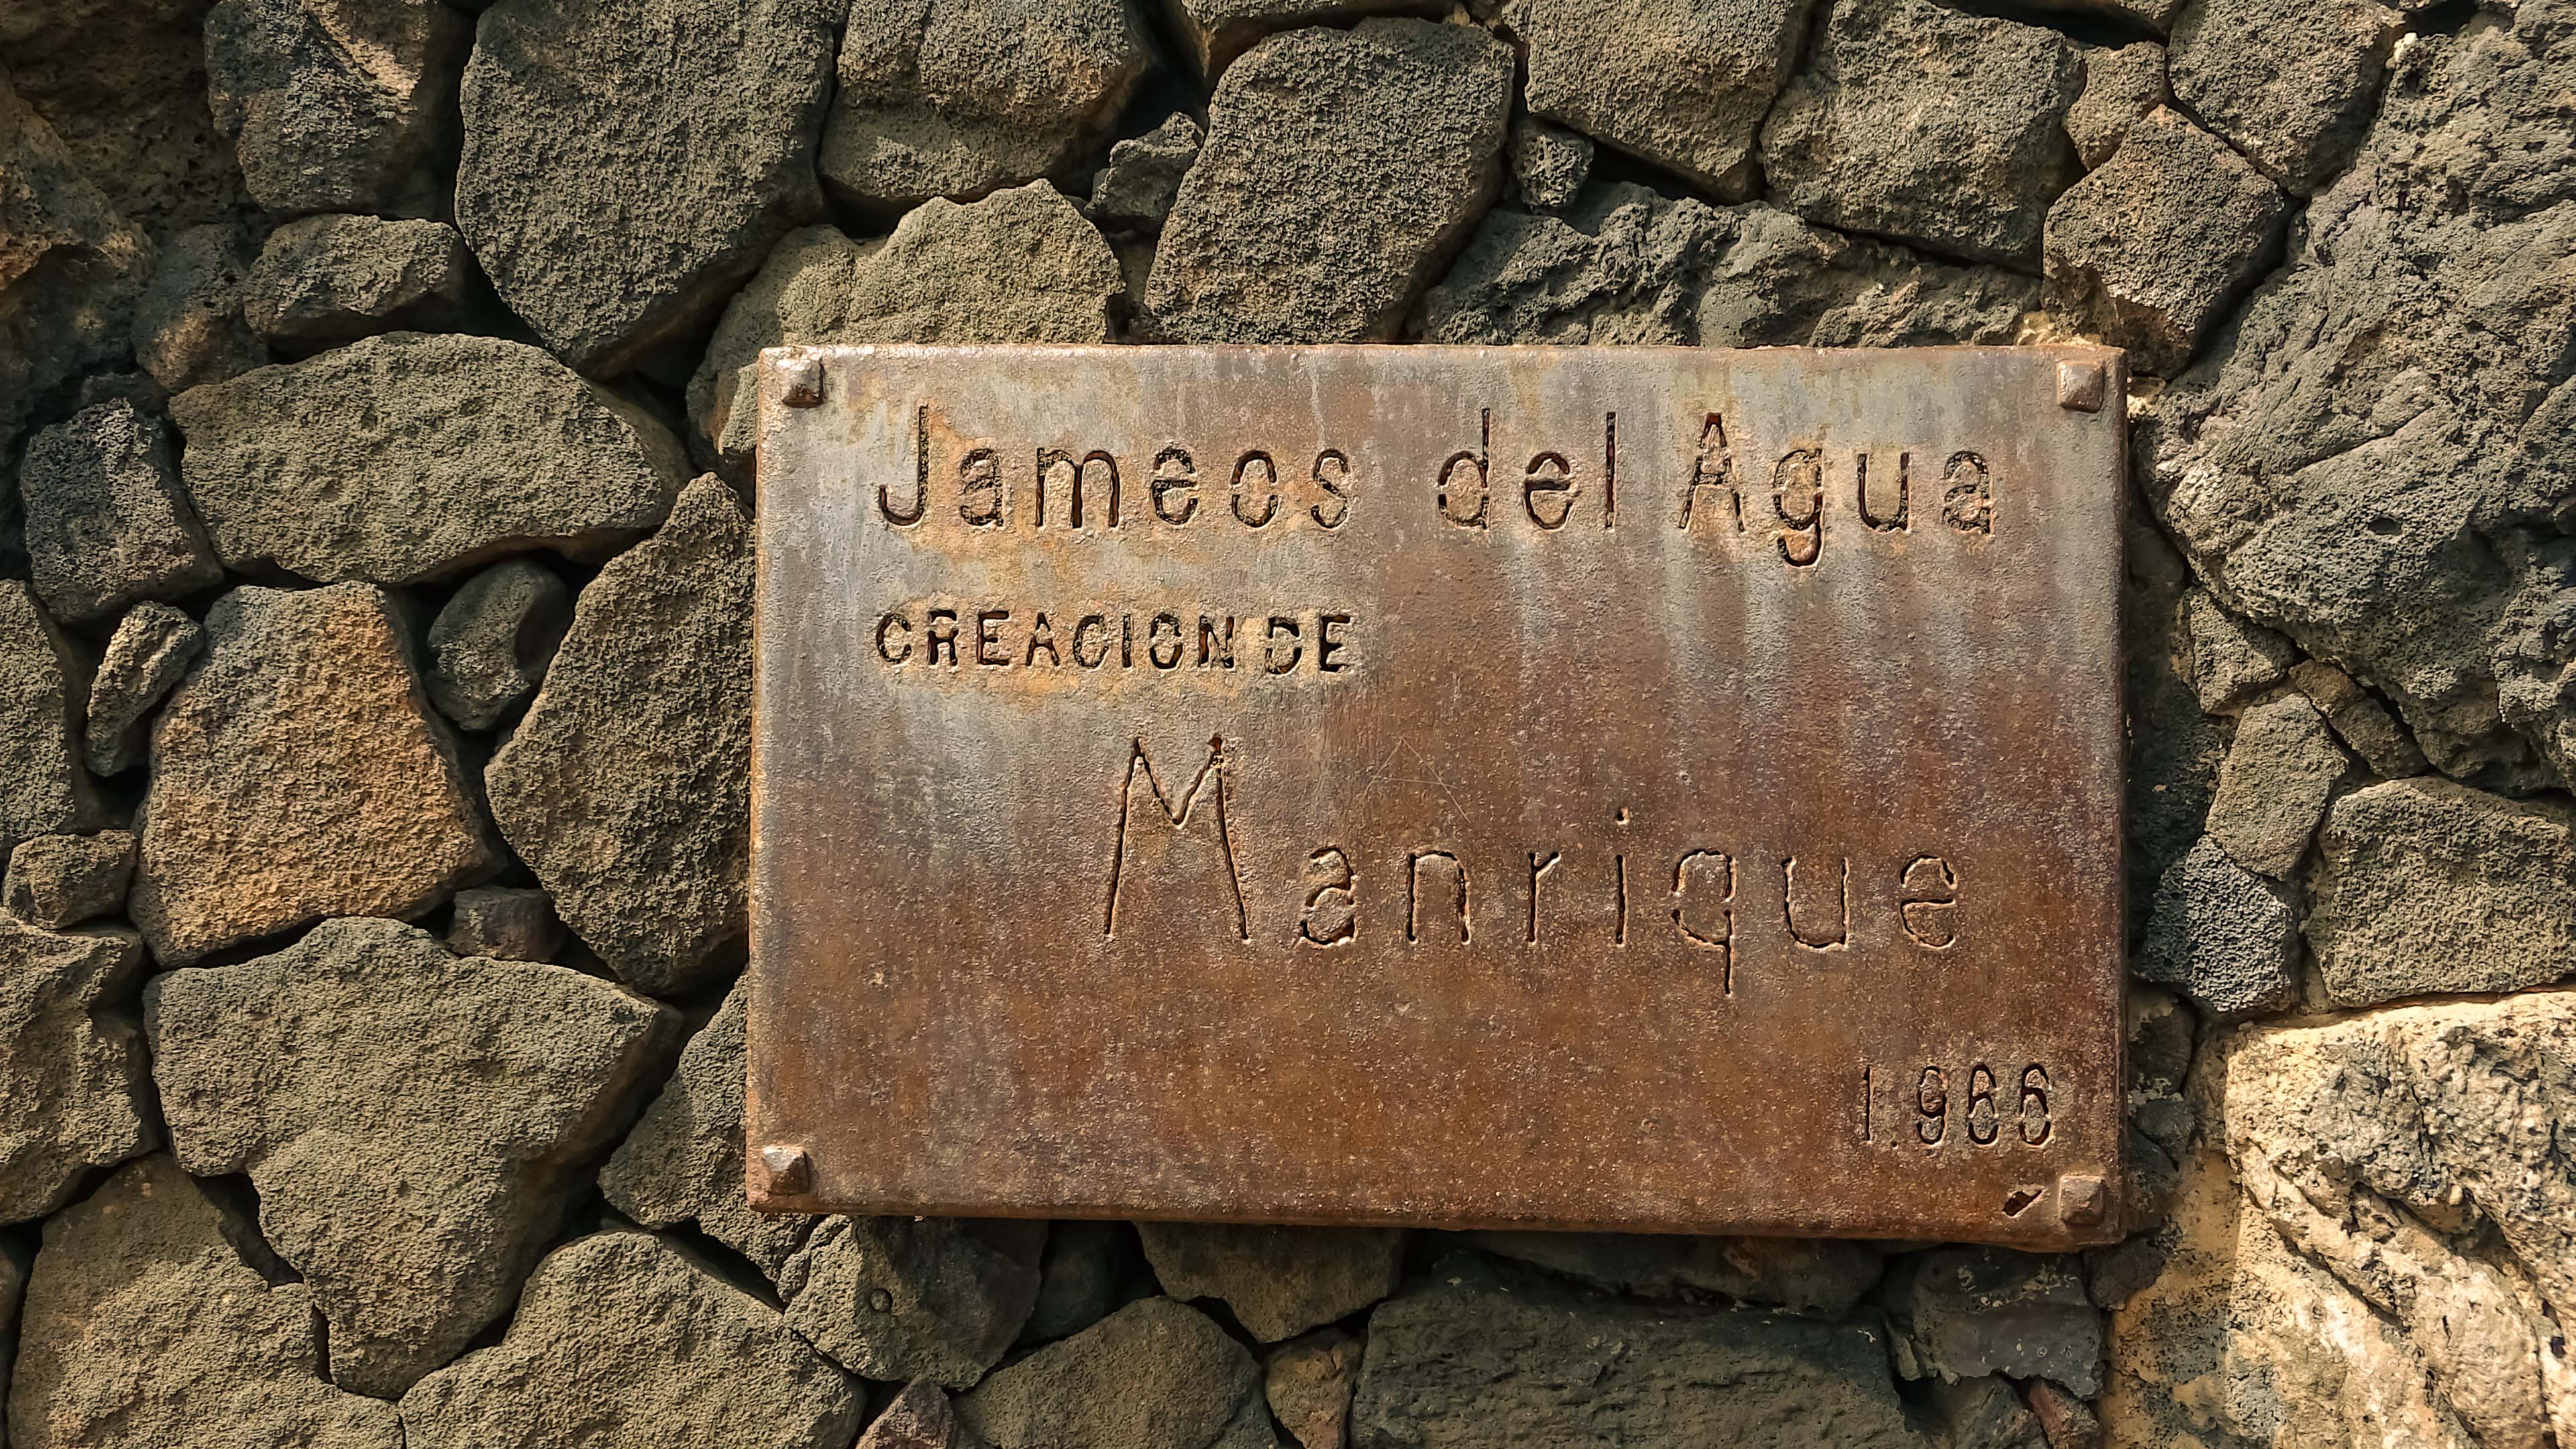 Jameos del Agua
CREACION DE
Manrique
1.966